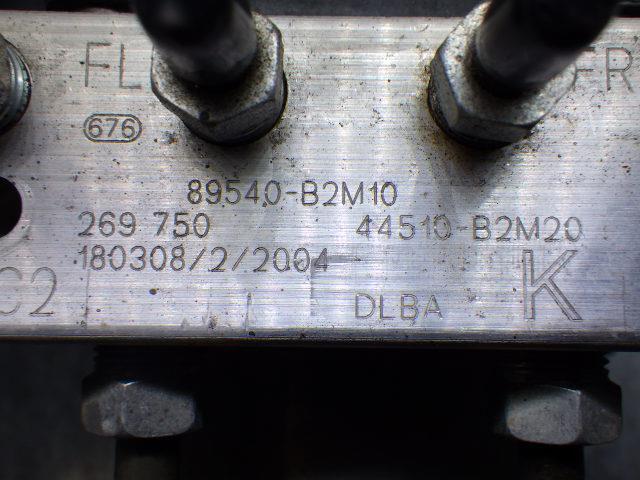 FL FR
676
89540-B2M10
269 750 44510-B2M20
180308/2/2004
C2 DLBA K